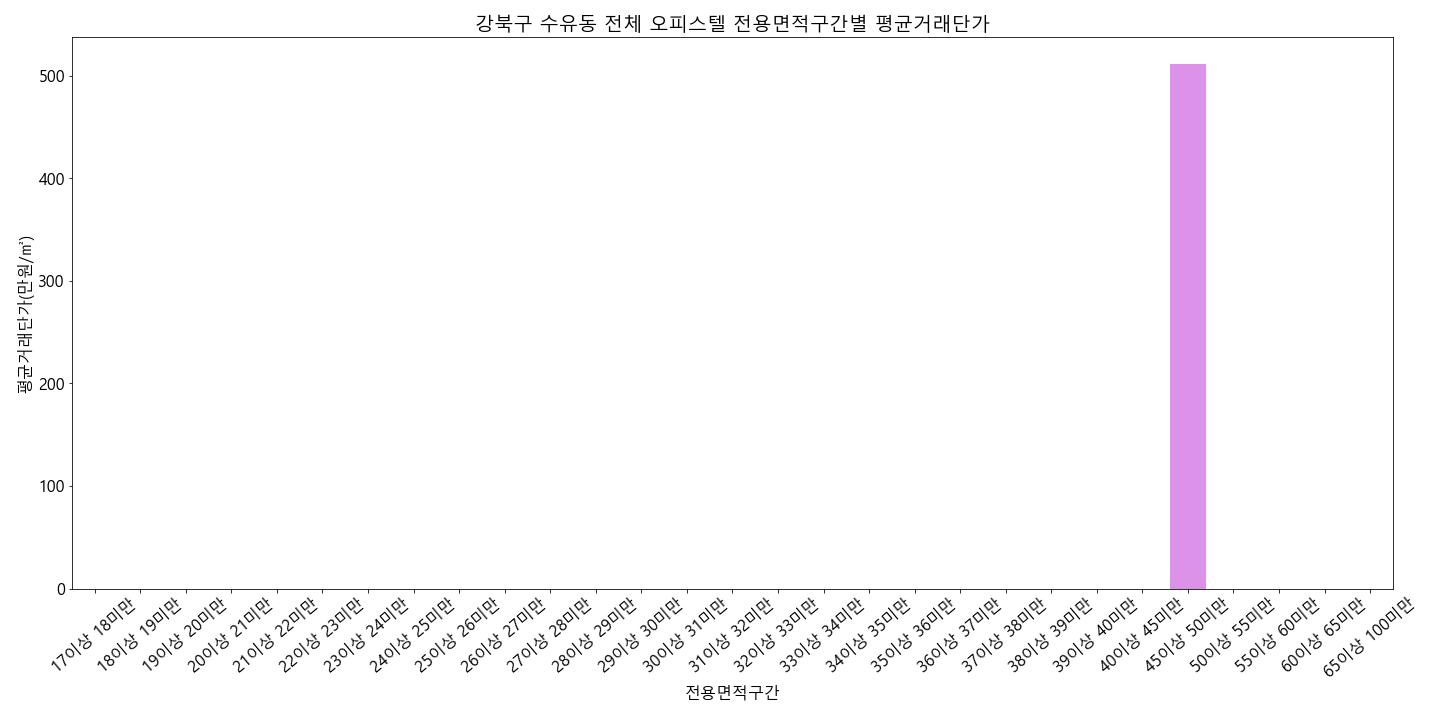 강북구 수유동 전체 오피스텔 전용면적구간별 평균거래단가
평균거래단가(만원/㎡)
500
400
300
200
100
0
17이상 18미만
18이상 19미만
19이상 20미만
20이상 21미만
21이상 22미만
22이상 23미만
23이상 24미만
24이상 25미만
25이상 26미만
26이상 27미만
27이상 28미만
28이상 29미만
29이상 30미만
30이상 31미만
31이상 32미만
32이상 33미만
33이상 34미만
34이상 35미만
35이상 36미만
36이상 37미만
37이상 38미만
38이상 39미만
39이상 40미만
40이상 45미만
45이상 50미만
50이상 55미만
55이상 60미만
60이상 65미만
65이상 100미만
전용면적구간